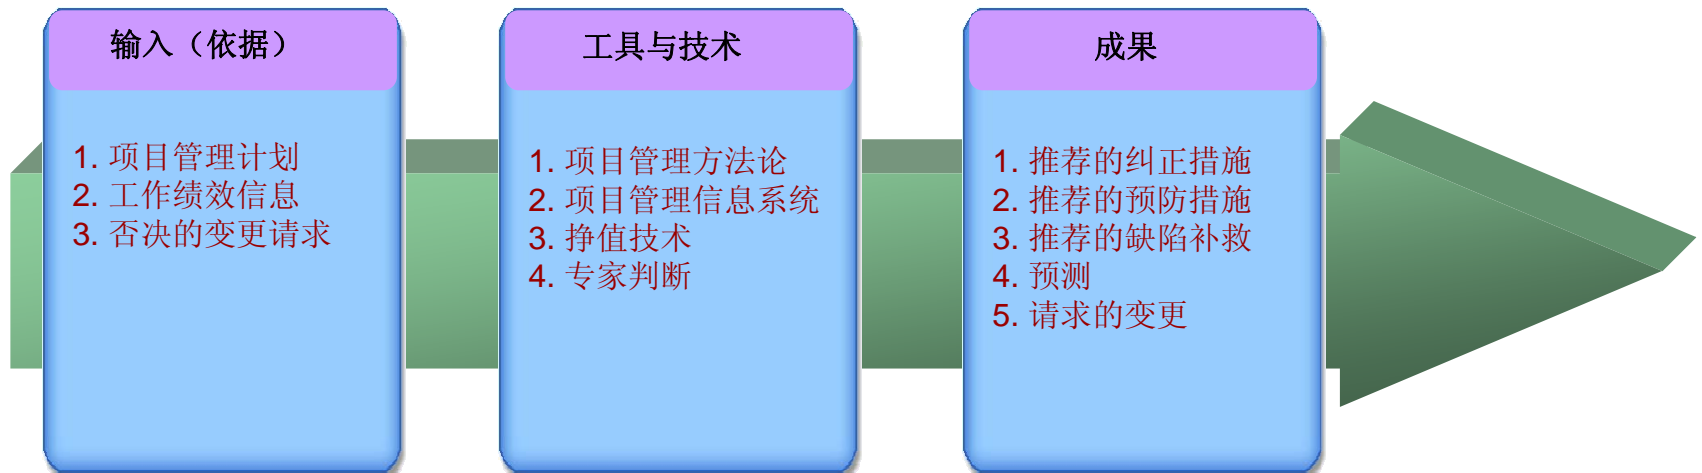 输入（依据）
1. 项目管理计划
2. 工作绩效信息
3. 否决的变更请求
工具与技术
1. 项目管理方法论
2. 项目管理信息系统
3. 挣值技术
4. 专家判断
成果
1. 推荐的纠正措施
2. 推荐的预防措施
3. 推荐的缺陷补救
4. 预测
5. 请求的变更